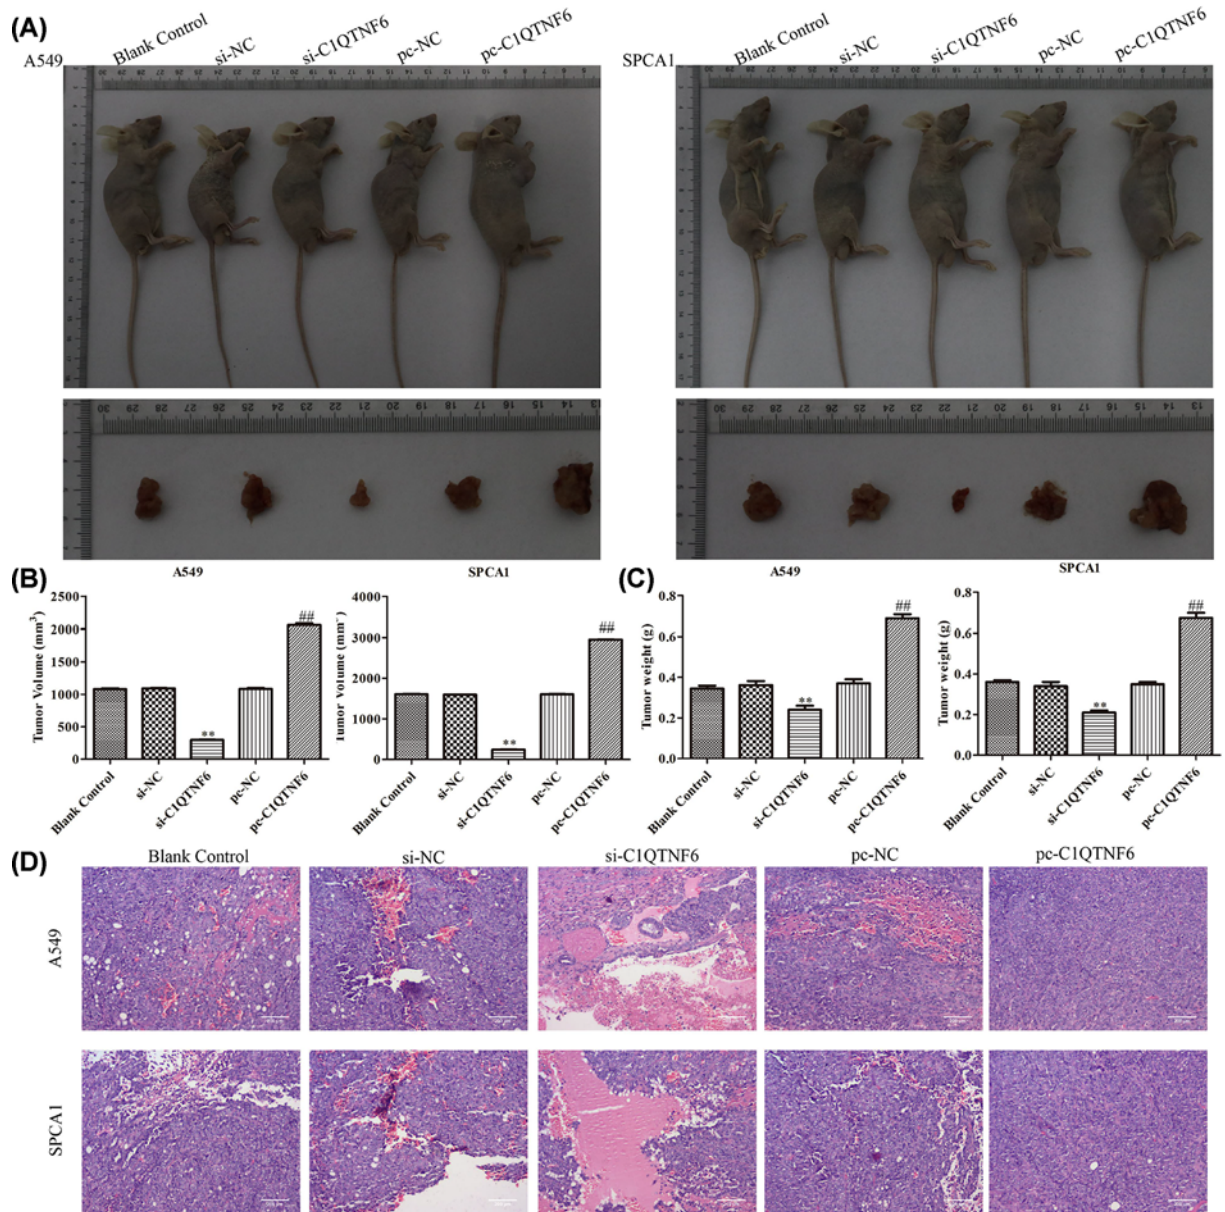 (A)
A549
Blank Control
si-NC
si-C1QTNF6
pc-NC
pc-C1QTNF6
SPCA1
Blank Control
si-NC
si-C1QTNF6
pc-NC
pc-C1QTNF6
(B)
A549
Tumor Volume (mm³)
2500
2000
1500
1000
500
0
**
##
Blank Control
si-NC
si-C1QTNF6
pc-NC
pc-C1QTNF6
SPCA1
Tumor Volume (mm
4000
3000
2000
1000
0
**
##
Blank Control
si-NC
si-C1QTNF6
pc-NC
pc-C1QTNF6
(C)
A549
Tumor weight (g)
0.8
0.6
0.4
0.2
0.0
**
##
Blank Control
si-NC
si-C1QTNF6
pc-NC
pc-C1QTNF6
SPCA1
Tumor weight (g)
0.8
0.6
0.4
0.2
0.0
**
##
Blank Control
si-NC
si-C1QTNF6
pc-NC
pc-C1QTNF6
(D)
Blank Control
si-NC
si-C1QTNF6
pc-NC
pc-C1QTNF6
A549
SPCA1